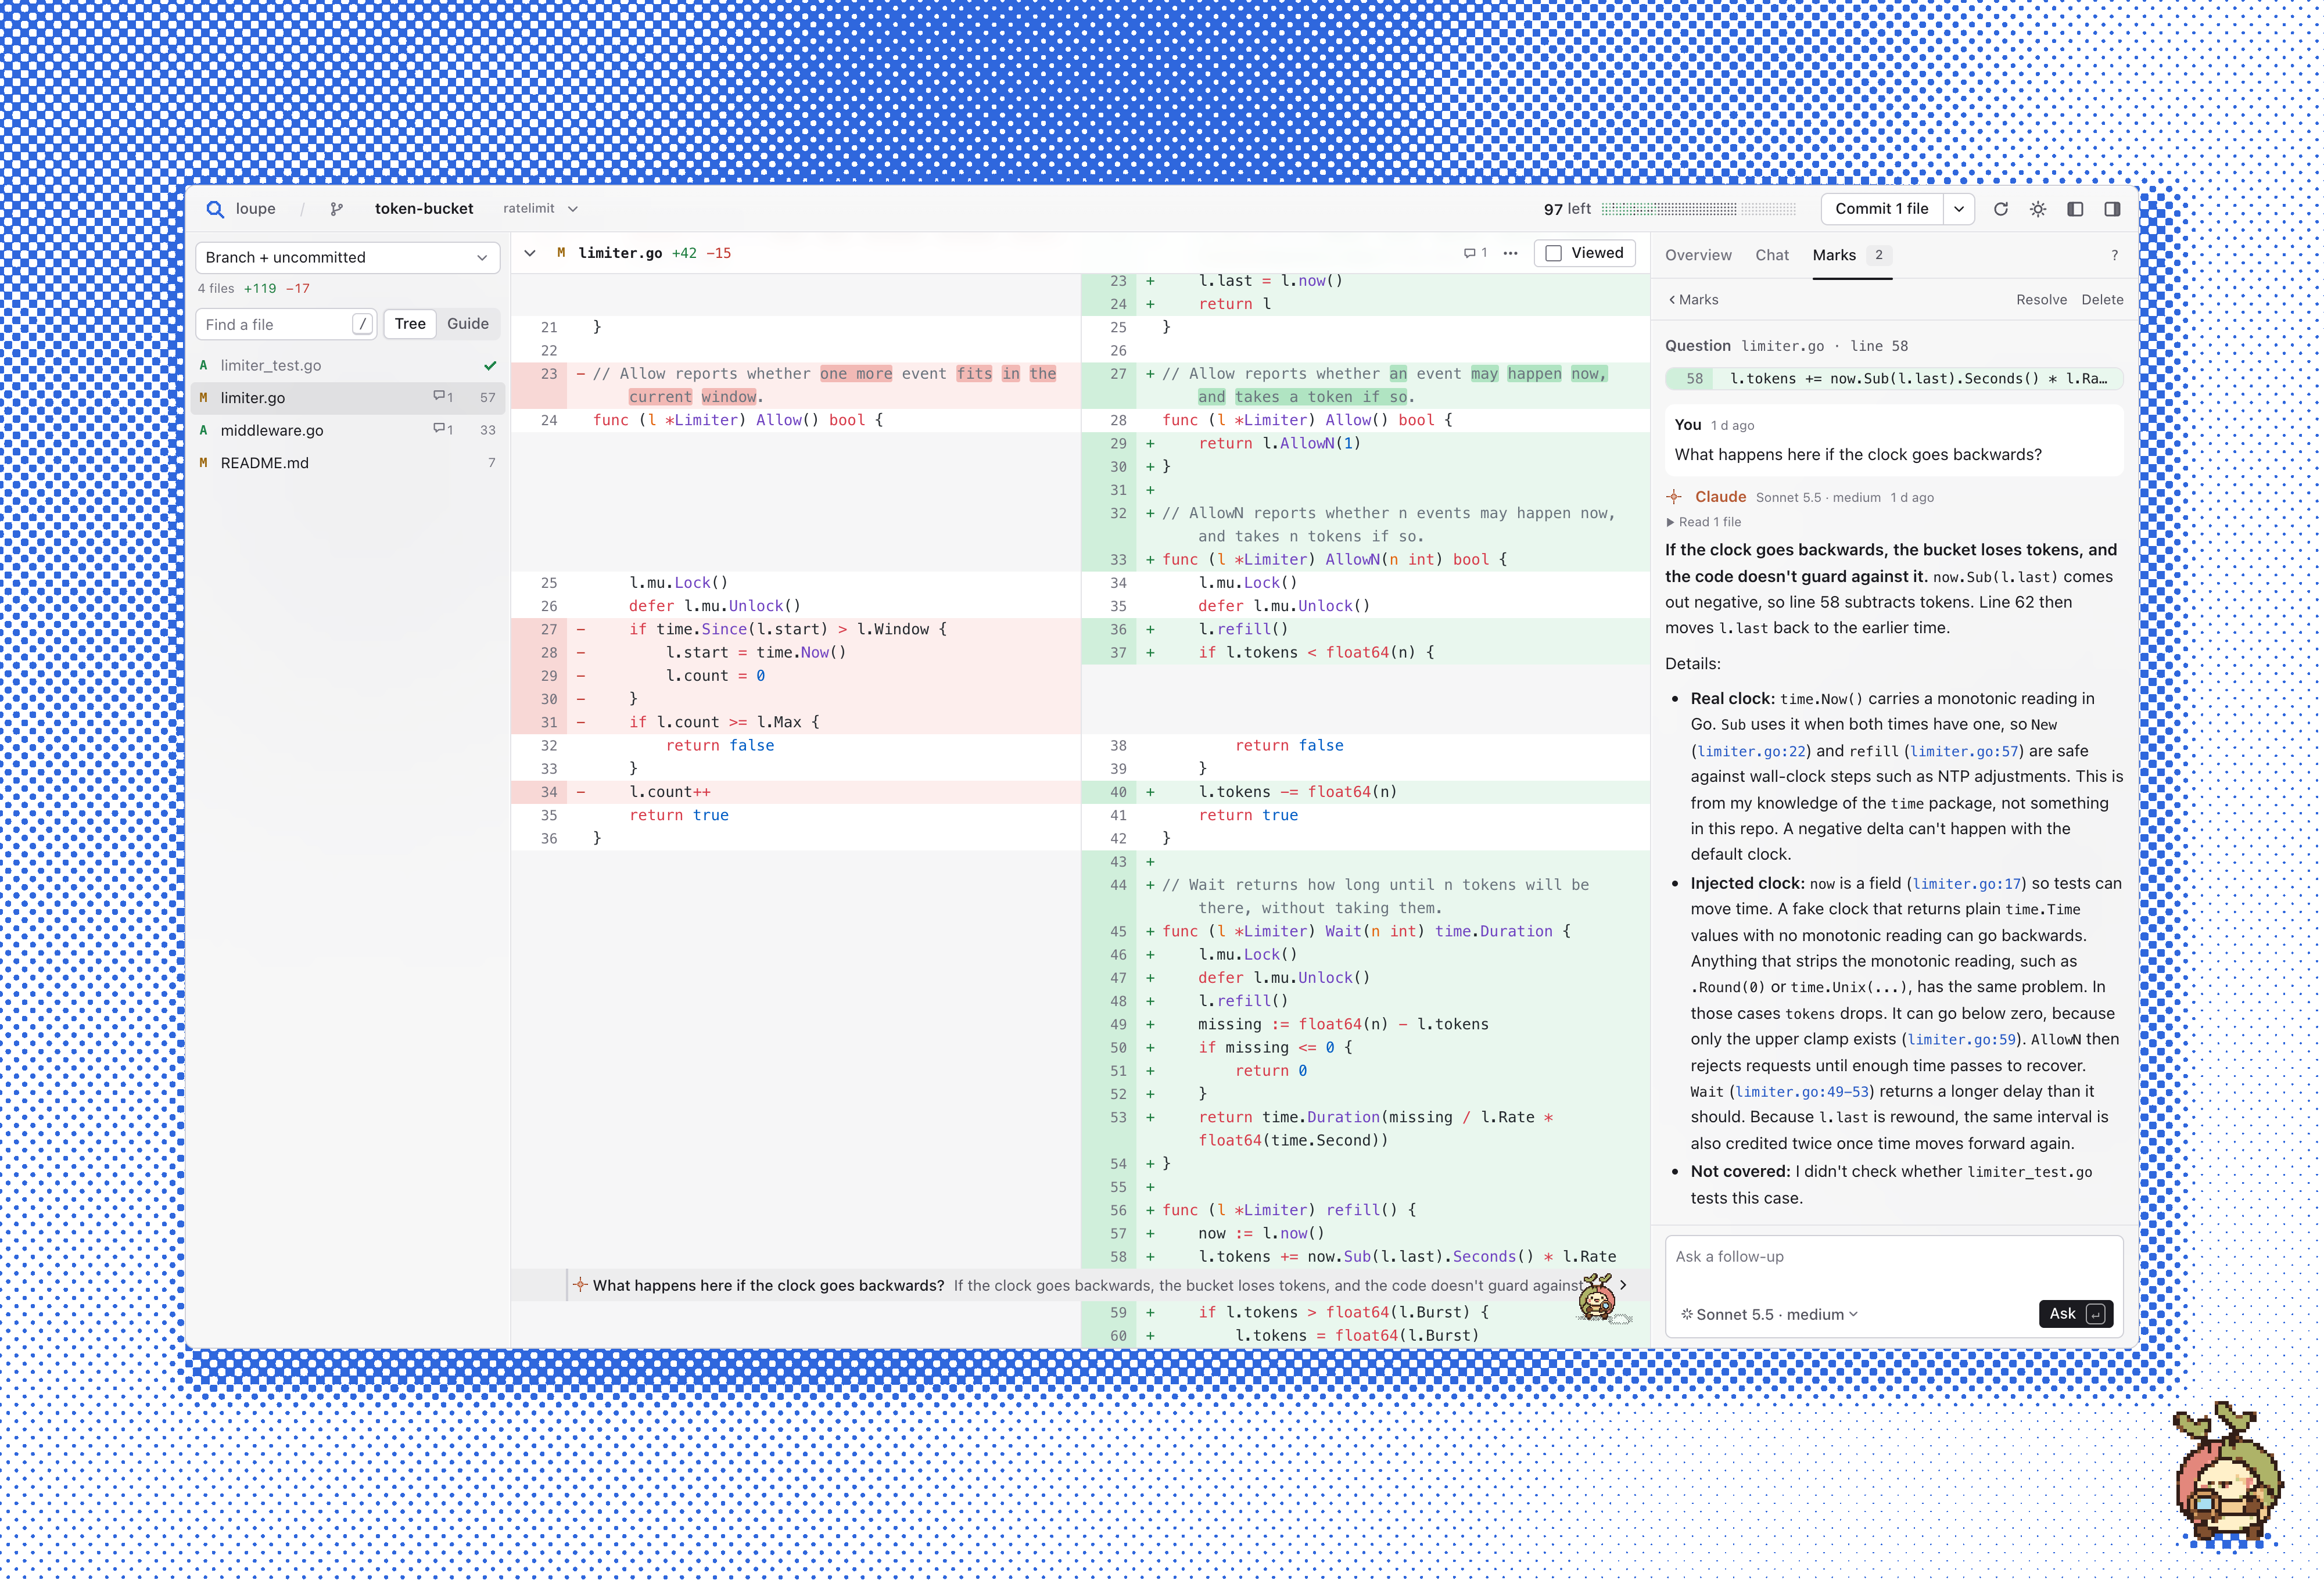 loupe / token-bucket ratelimit
97 left
Commit 1 file
Branch + uncommitted
4 files +119 −17
Find a file /
Tree Guide
A limiter_test.go
M limiter.go 1 57
A middleware.go 1 33
M README.md 7
M limiter.go +42 −15
1 ••• Viewed
21 }
22
23 − // Allow reports whether one more event fits in the
current window.
24 func (l *Limiter) Allow() bool {
25 l.mu.Lock()
26 defer l.mu.Unlock()
27 − if time.Since(l.start) > l.Window {
28 − l.start = time.Now()
29 − l.count = 0
30 − }
31 − if l.count >= l.Max {
32 return false
33 }
34 − l.count++
35 return true
36 }
23 + l.last = l.now()
24 + return l
25 }
26
27 + // Allow reports whether an event may happen now,
and takes a token if so.
28 func (l *Limiter) Allow() bool {
29 + return l.AllowN(1)
30 + }
31 +
32 + // AllowN reports whether n events may happen now,
and takes n tokens if so.
33 + func (l *Limiter) AllowN(n int) bool {
34 l.mu.Lock()
35 defer l.mu.Unlock()
36 + l.refill()
37 + if l.tokens < float64(n) {
38 return false
39 }
40 + l.tokens −= float64(n)
41 return true
42 }
43 +
44 + // Wait returns how long until n tokens will be
there, without taking them.
45 + func (l *Limiter) Wait(n int) time.Duration {
46 + l.mu.Lock()
47 + defer l.mu.Unlock()
48 + l.refill()
49 + missing := float64(n) − l.tokens
50 + if missing <= 0 {
51 + return 0
52 + }
53 + return time.Duration(missing / l.Rate *
float64(time.Second))
54 + }
55 +
56 + func (l *Limiter) refill() {
57 + now := l.now()
58 + l.tokens += now.Sub(l.last).Seconds() * l.Rate
What happens here if the clock goes backwards? If the clock goes backwards, the bucket loses tokens, and the code doesn't guard against
59 + if l.tokens > float64(l.Burst) {
60 + l.tokens = float64(l.Burst)
Overview Chat Marks 2 ?
Marks Resolve Delete
Question limiter.go · line 58
58 l.tokens += now.Sub(l.last).Seconds() * l.Ra…
You 1 d ago
What happens here if the clock goes backwards?
Claude Sonnet 5.5 · medium 1 d ago
Read 1 file
If the clock goes backwards, the bucket loses tokens, and
the code doesn't guard against it. now.Sub(l.last) comes
out negative, so line 58 subtracts tokens. Line 62 then
moves l.last back to the earlier time.
Details:
• Real clock: time.Now() carries a monotonic reading in
Go. Sub uses it when both times have one, so New
(limiter.go:22) and refill (limiter.go:57) are safe
against wall-clock steps such as NTP adjustments. This is
from my knowledge of the time package, not something
in this repo. A negative delta can't happen with the
default clock.
• Injected clock: now is a field (limiter.go:17) so tests can
move time. A fake clock that returns plain time.Time
values with no monotonic reading can go backwards.
Anything that strips the monotonic reading, such as
.Round(0) or time.Unix(...), has the same problem. In
those cases tokens drops. It can go below zero, because
only the upper clamp exists (limiter.go:59). AllowN then
rejects requests until enough time passes to recover.
Wait (limiter.go:49–53) returns a longer delay than it
should. Because l.last is rewound, the same interval is
also credited twice once time moves forward again.
• Not covered: I didn't check whether limiter_test.go
tests this case.
Ask a follow-up
Sonnet 5.5 · medium
Ask